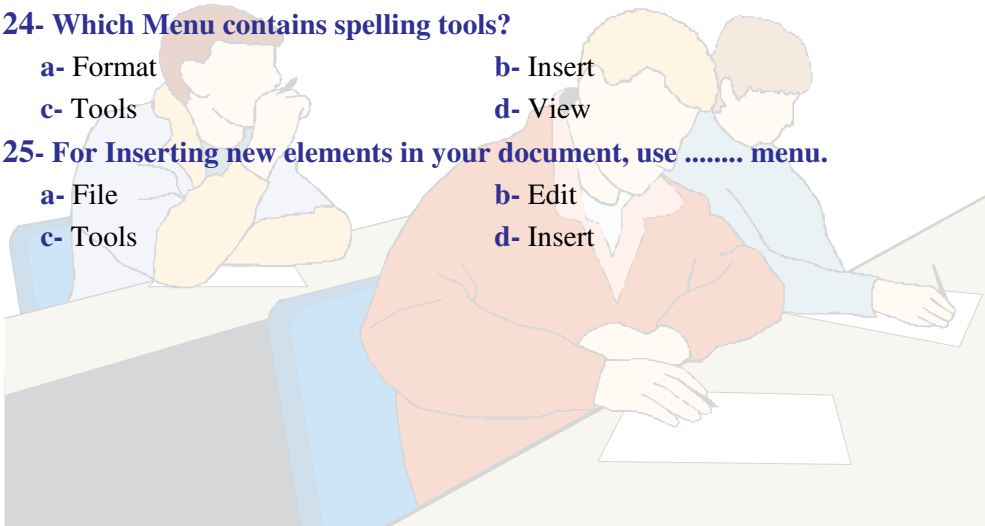 24- Which Menu contains spelling tools?
a- Format b- Insert
c- Tools d- View
25- For Inserting new elements in your document, use ........ menu.
a- File b- Edit
c- Tools d- Insert